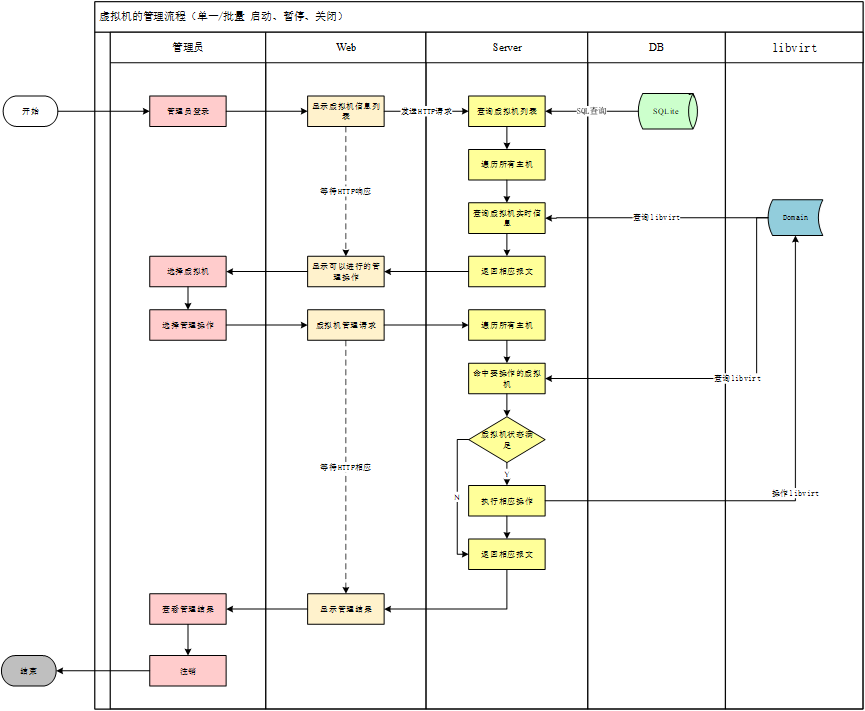 虚拟机的管理流程（单一/批量 启动、暂停、关闭）
管理员
Web
Server
DB
libvirt
开始
管理员登录
显示虚拟机信息列
表
发送HTTP请求
查询虚拟机列表
SQL查询
SQLite
遍历所有主机
等待HTTP响应
查询虚拟机实时信
息
查询libvirt
Domain
选择虚拟机
显示可以进行的管
理操作
返回相应报文
选择管理操作
虚拟机管理请求
遍历所有主机
命中要操作的虚拟
机
查询libvirt
虚拟机状态满
足
等待HTTP相应
Y
N
执行相应操作
操作libvirt
返回相应报文
查看管理结果
显示管理结果
结束
注销